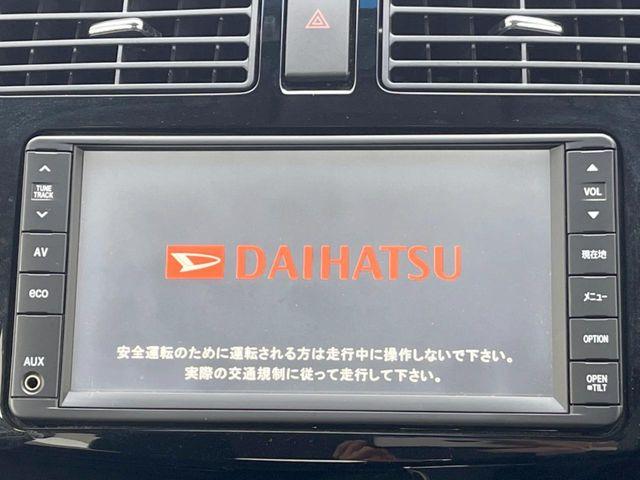 TUNE
TRACK
AV
eco
AUX
DAIHATSU
安全運転のために運転される方は走行中に操作しないで下さい。
実際の交通規制に従って走行して下さい。
VOL
現在地
メニュー
OPTION
OPEN
TILT